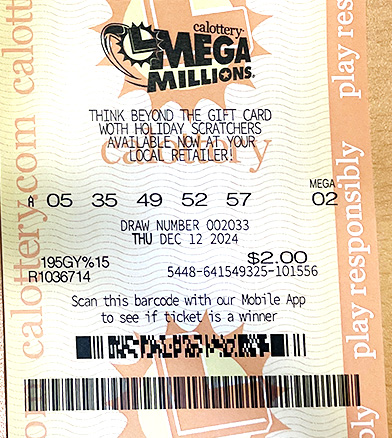 calottery
MEGA
MILLIONS
THINK BEYOND THE GIFT CARD
WOTH HOLIDAY SCRATCHERS
AVAILABLE NOW AT YOUR
LOCAL RETAILER!
calottery
MEGA
A 05 35 49 52 57 02
DRAW NUMBER 002033
THU DEC 12 2024
195GY%15 $2.00
R1036714 5448-641549325-101556
Scan this barcode with our Mobile App
to see if ticket is a winner
calottery.com calott
play responsibly play res